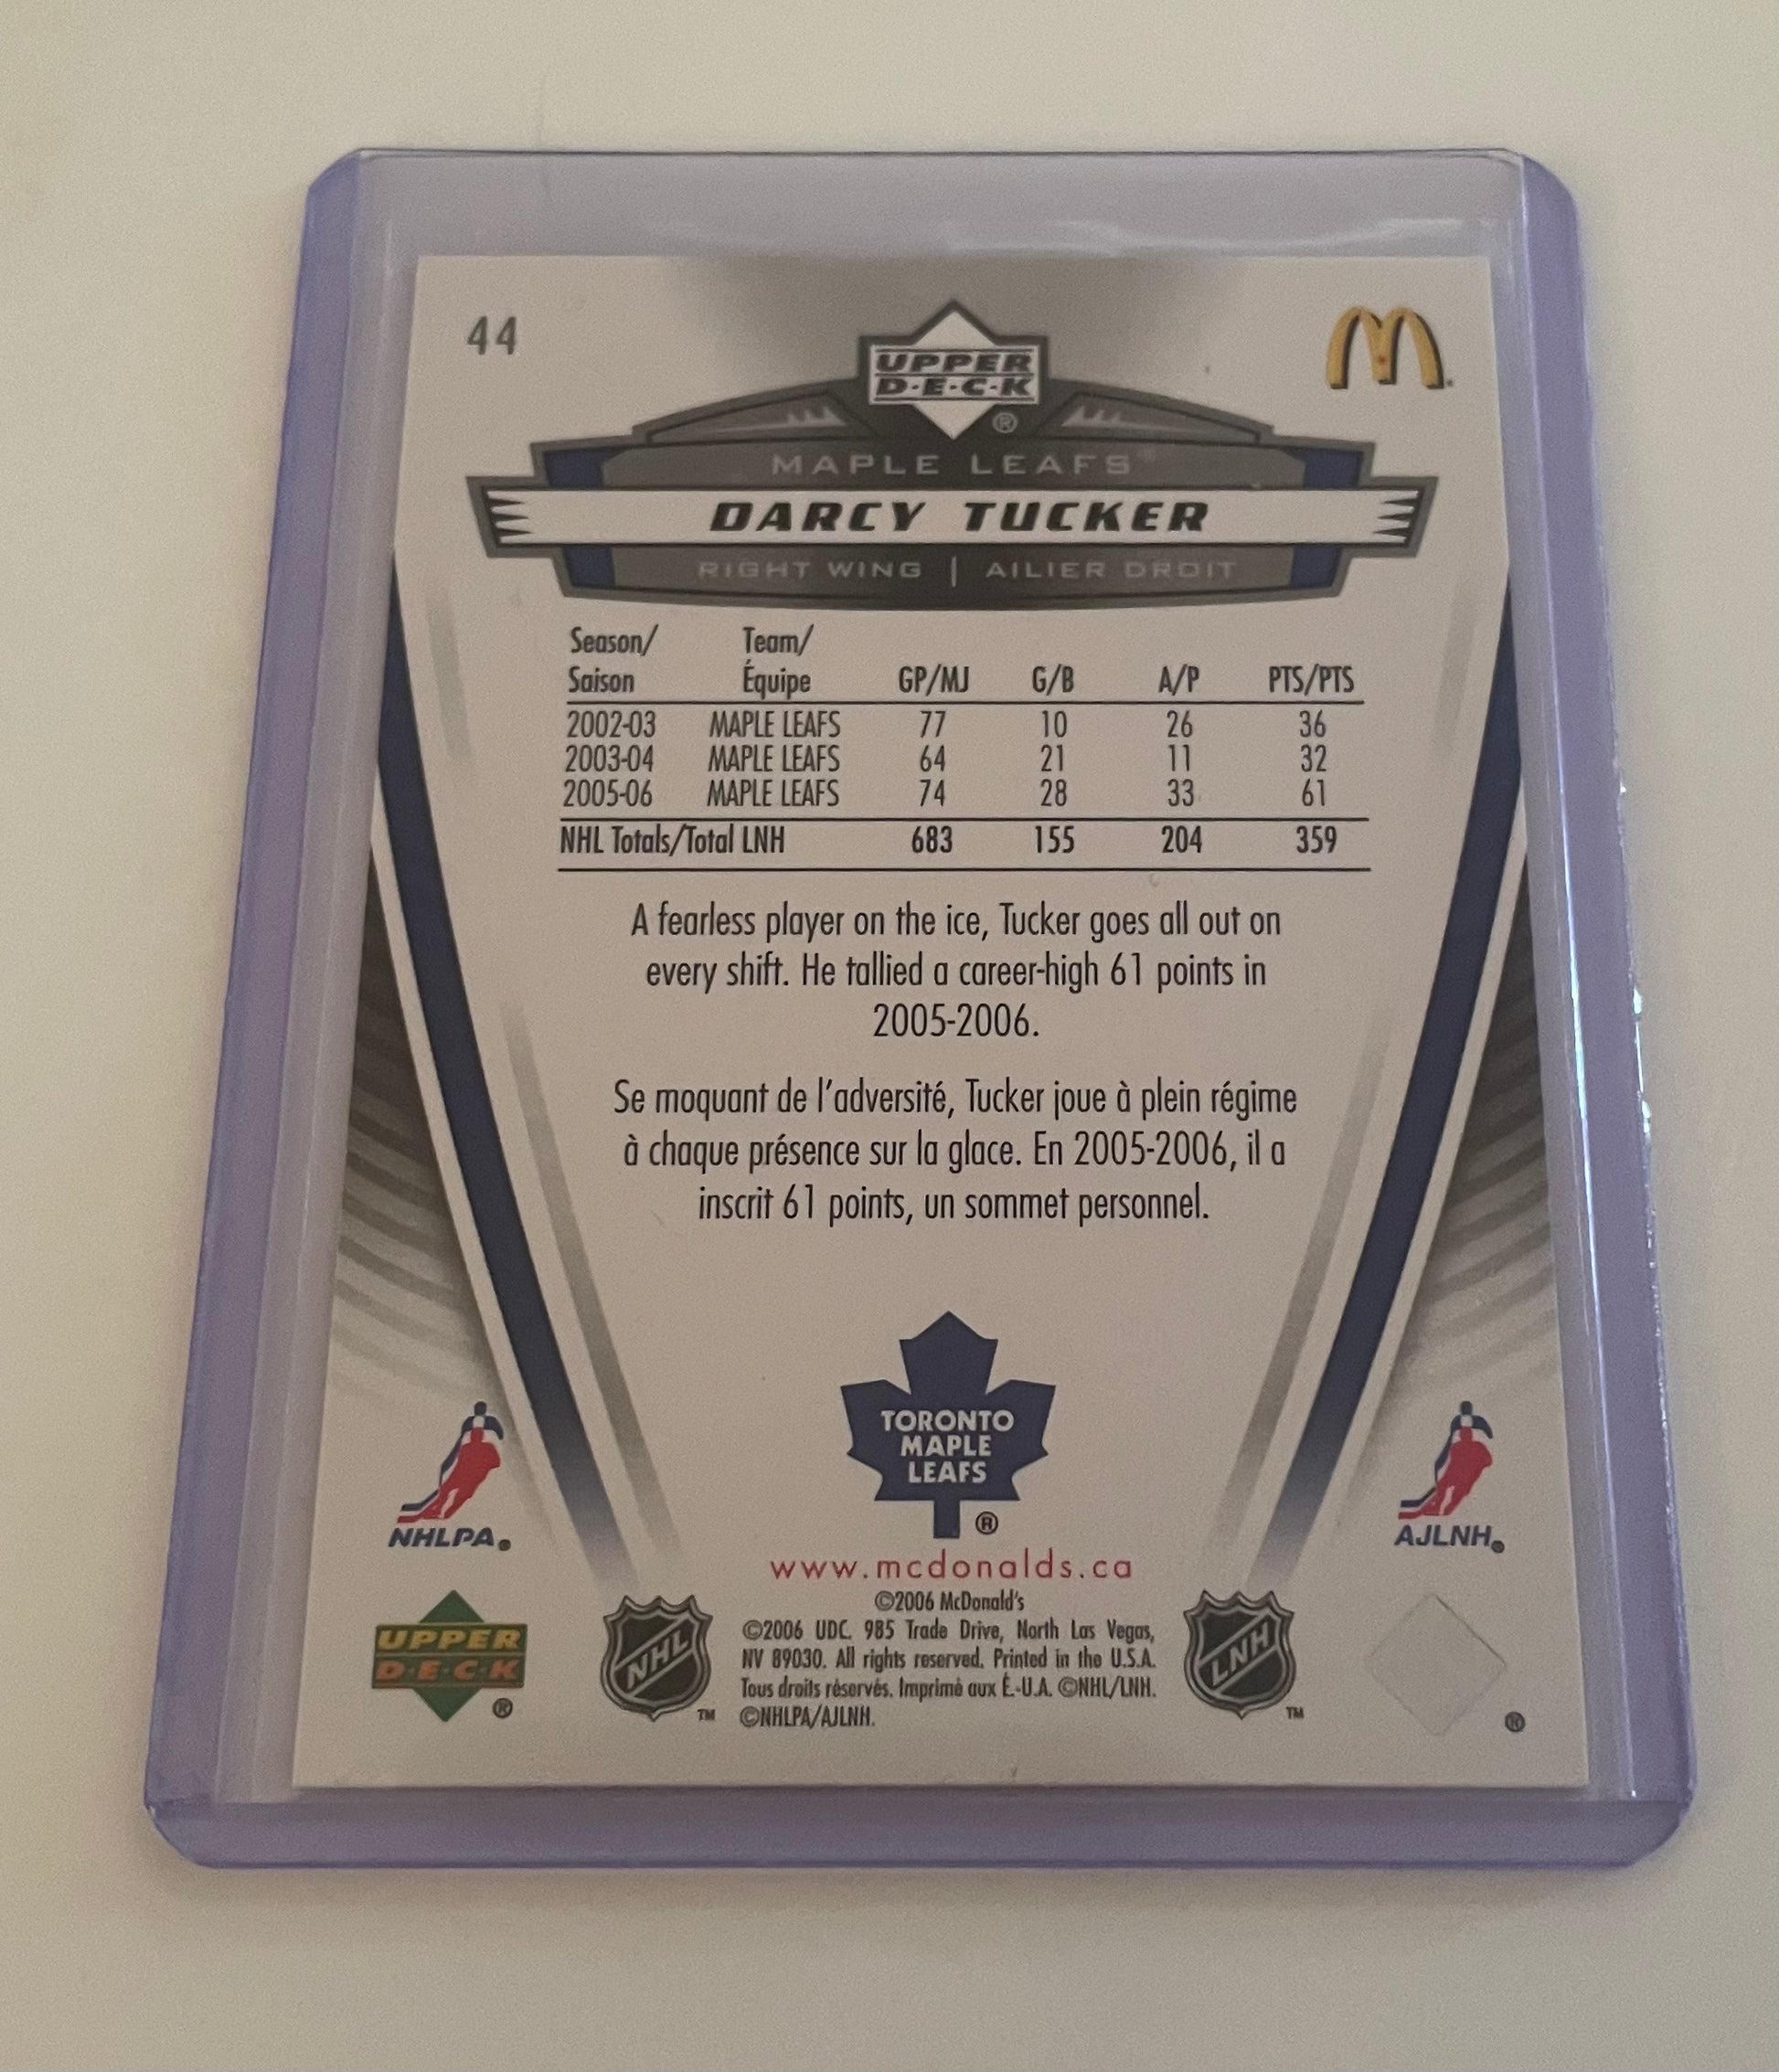 44
UPPER
D·E·C·K
®
M
MAPLE LEAFS®
DARCY TUCKER
RIGHT WING | AILIER DROIT
Season/ Team/
Saison Équipe GP/MJ G/B A/P PTS/PTS
2002-03 MAPLE LEAFS 77 10 26 36
2003-04 MAPLE LEAFS 64 21 11 32
2005-06 MAPLE LEAFS 74 28 33 61
NHL Totals/Total LNH 683 155 204 359
A fearless player on the ice, Tucker goes all out on
every shift. He tallied a career-high 61 points in
2005-2006.
Se moquant de l'adversité, Tucker joue à plein régime
à chaque présence sur la glace. En 2005-2006, il a
inscrit 61 points, un sommet personnel.
TORONTO
MAPLE
LEAFS
®
NHLPA®
AJLNH®
www.mcdonalds.ca
©2006 McDonald's
©2006 UDC. 985 Trade Drive, North Las Vegas,
NV 89030. All rights reserved. Printed in the U.S.A.
Tous droits réservés. Imprimé aux É.-U.A. ©NHL/LNH.
©NHLPA/AJLNH.
UPPER
D·E·C·K
®
NHL
TM
LNH
TM
®